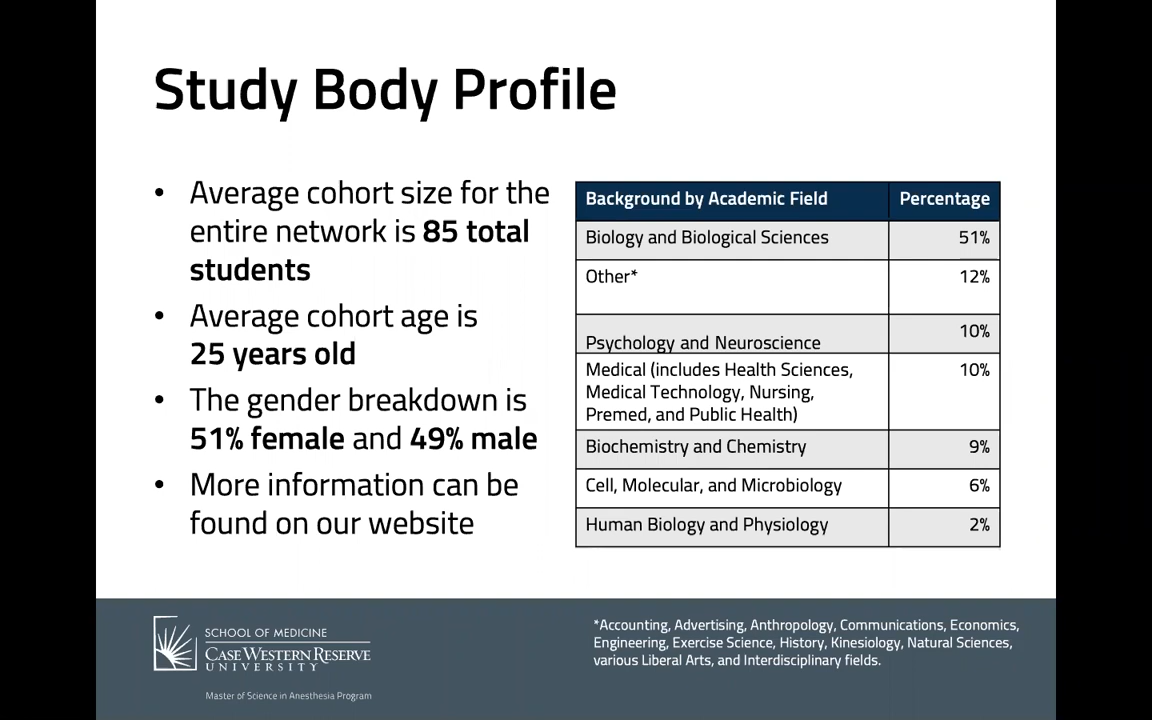 Study Body Profile
• Average cohort size for the
entire network is 85 total
students
• Average cohort age is
25 years old
• The gender breakdown is
51% female and 49% male
• More information can be
found on our website
Background by Academic Field Percentage
Biology and Biological Sciences 51%
Other* 12%
Psychology and Neuroscience 10%
Medical (includes Health Sciences, 10%
Medical Technology, Nursing,
Premed, and Public Health)
Biochemistry and Chemistry 9%
Cell, Molecular, and Microbiology 6%
Human Biology and Physiology 2%
SCHOOL OF MEDICINE
CASE WESTERN RESERVE
UNIVERSITY
Master of Science in Anesthesia Program
*Accounting, Advertising, Anthropology, Communications, Economics,
Engineering, Exercise Science, History, Kinesiology, Natural Sciences,
various Liberal Arts, and Interdisciplinary fields.